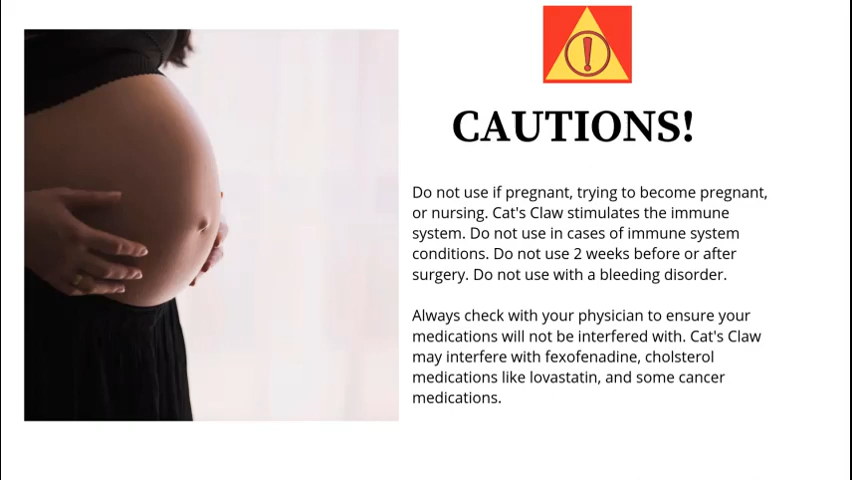 CAUTIONS!
Do not use if pregnant, trying to become pregnant,
or nursing. Cat's Claw stimulates the immune
system. Do not use in cases of immune system
conditions. Do not use 2 weeks before or after
surgery. Do not use with a bleeding disorder.
Always check with your physician to ensure your
medications will not be interfered with. Cat's Claw
may interfere with fexofenadine, cholsterol
medications like lovastatin, and some cancer
medications.